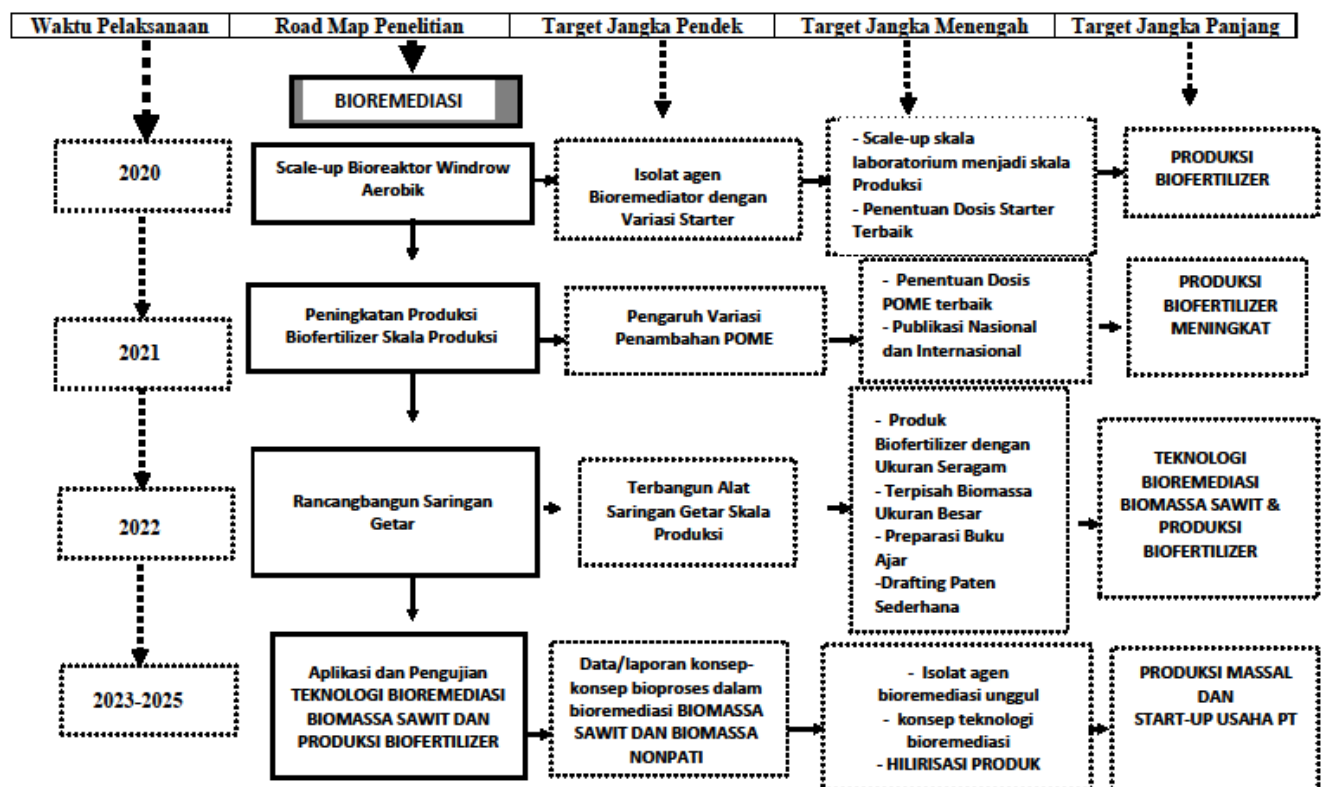 Waktu Pelaksanaan
Road Map Penelitian
Target Jangka Pendek
Target Jangka Menengah
Target Jangka Panjang
BIOREMEDIASI
2020
Scale-up Bioreaktor Windrow
Aerobik
Isolat agen
Bioremediator dengan
Variasi Starter
- Scale-up skala
laboratorium menjadi skala
Produksi
- Penentuan Dosis Starter
Terbaik
PRODUKSI
BIOFERTILIZER
2021
Peningkatan Produksi
Biofertilizer Skala Produksi
Pengaruh Variasi
Penambahan POME
- Penentuan Dosis
POME terbaik
- Publikasi Nasional
dan Internasional
PRODUKSI
BIOFERTILIZER
MENINGKAT
2022
Rancangbangun Saringan
Getar
Terbangun Alat
Saringan Getar Skala
Produksi
- Produk
Biofertilizer dengan
Ukuran Seragam
- Terpisah Biomassa
Ukuran Besar
- Preparasi Buku
Ajar
-Drafting Paten
Sederhana
TEKNOLOGI
BIOREMEDIASI
BIOMASSA SAWIT &
PRODUKSI
BIOFERTILIZER
2023-2025
Aplikasi dan Pengujian
TEKNOLOGI BIOREMEDIASI
BIOMASSA SAWIT DAN
PRODUKSI BIOFERTILIZER
Data/laporan konsep-
konsep bioproses dalam
bioremediasi BIOMASSA
SAWIT DAN BIOMASSA
NONPATI
- Isolat agen
bioremediasi unggul
- konsep teknologi
bioremediasi
- HILIRISASI PRODUK
PRODUKSI MASSAL
DAN
START-UP USAHA PT